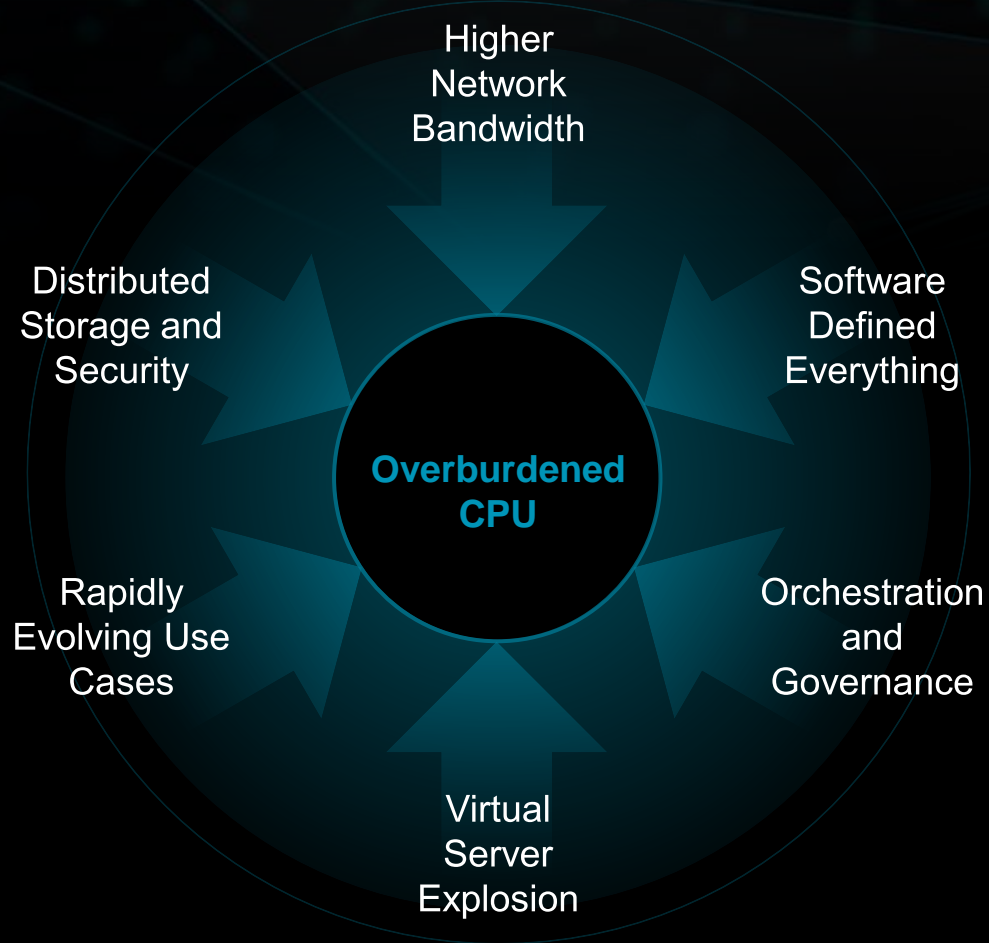 Higher
Network
Bandwidth
Distributed
Storage and
Security
Software
Defined
Everything
Overburdened
CPU
Rapidly
Evolving Use
Cases
Orchestration
and
Governance
Virtual
Server
Explosion